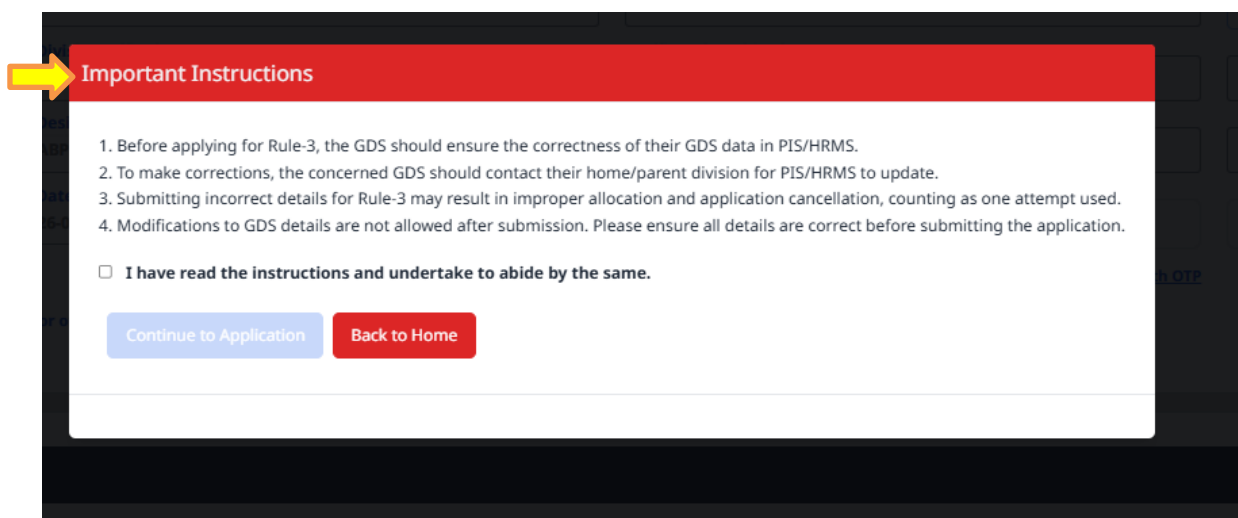 Important Instructions
1. Before applying for Rule-3, the GDS should ensure the correctness of their GDS data in PIS/HRMS.
2. To make corrections, the concerned GDS should contact their home/parent division for PIS/HRMS to update.
3. Submitting incorrect details for Rule-3 may result in improper allocation and application cancellation, counting as one attempt used.
4. Modifications to GDS details are not allowed after submission. Please ensure all details are correct before submitting the application.
I have read the instructions and undertake to abide by the same.
OTP
Continue to Application Back to Home